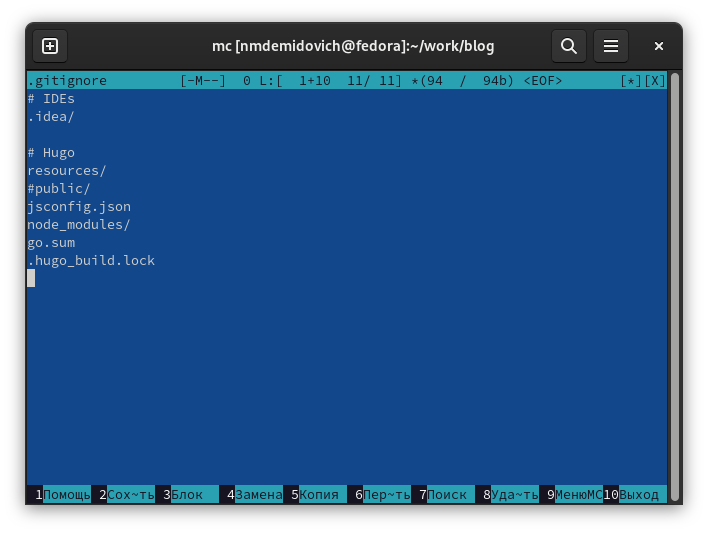 mc [nmdemidovich@fedora]:~/work/blog
.gitignore [-M--] 0 L:[ 1+10 11/ 11] *(94 / 94b) <EOF> [*][X]
# IDEs
.idea/
# Hugo
resources/
#public/
jsconfig.json
node_modules/
go.sum
.hugo_build.lock
1Помощь 2Сох~ть 3Блок 4Замена 5Копия 6Пер~ть 7Поиск 8Уда~ть 9МенюMC 10Выход